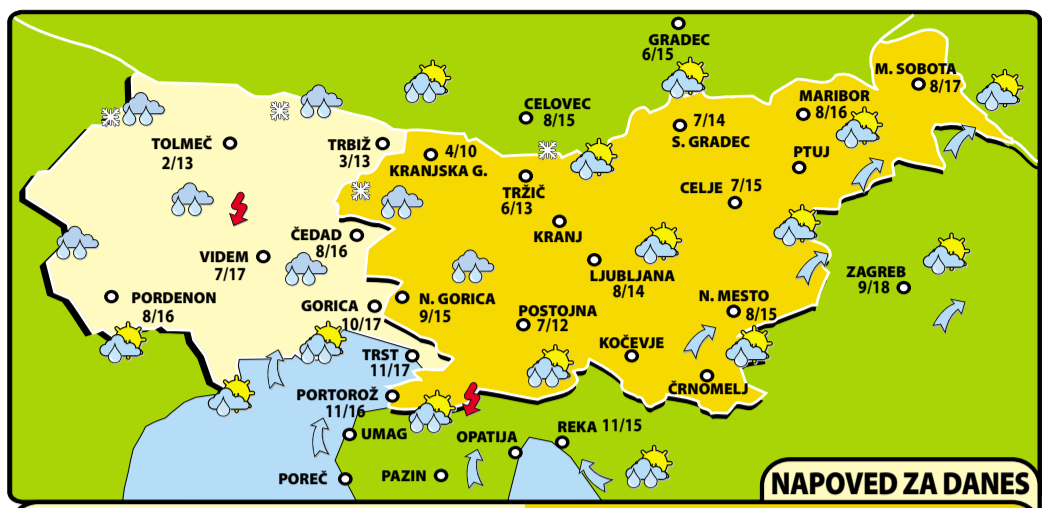 GRADEC
6/15
M. SOBOTA
8/17
CELOVEC
8/15
MARIBOR
8/16
7/14
S. GRADEC
TOLMEČ
2/13
TRBIŽ
3/13
4/10
KRANJSKA G.
PTUJ
TRŽIČ
6/13
CELJE 7/15
ČEDAD
8/16
KRANJ
VIDEM
7/17
LJUBLJANA
8/14
ZAGREB
9/18
PORDENON
8/16
GORICA
10/17
N. GORICA
9/15
N. MESTO
8/15
POSTOJNA
7/12
KOČEVJE
TRST
11/17
ČRNOMELJ
PORTOROŽ
11/16
UMAG
OPATIJA
REKA 11/15
POREČ
PAZIN
NAPOVED ZA DANES